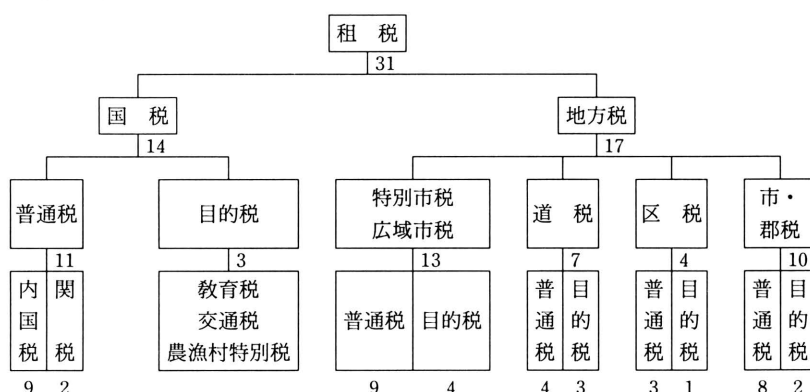 租税
31
国税
地方税
14
17
普通税
目的税
特別市税
広域市税
道税
区税
市・
郡税
11
3
13
7
4
10
内国税
関税
教育税
交通税
農漁村特別税
普通税
目的税
普通税
目的税
普通税
目的税
普通税
目的税
9 2
9 4
4 3
3 1
8 2